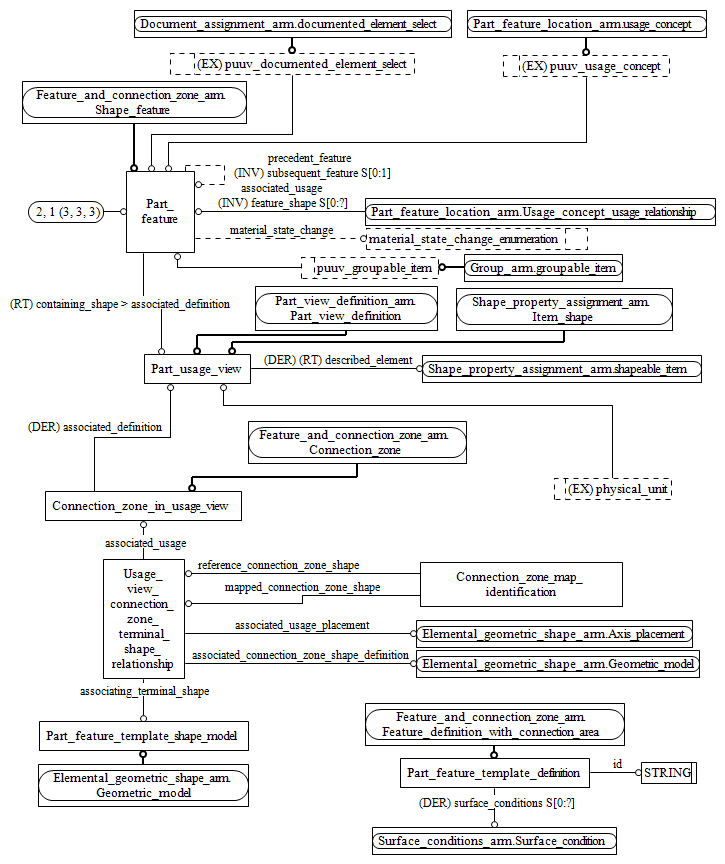 Document_assignment_arm.documented_element_select
Part_feature_location_arm.usage_concept
(EX) puuv_documented_element_select
(EX) puuv_usage_concept
Feature_and_connection_zone_arm.
Shape_feature
precedent_feature
(INV) subsequent_feature S[0:1]
associated_usage
(INV) feature_shape S[0:?]
Part_
feature
2, 1 (3, 3, 3)
Part_feature_location_arm.Usage_concept_usage_relationship
material_state_change
material_state_change_enumeration
puuv_groupable_item
Group_arm.groupable_item
(RT) containing_shape > associated_definition
Part_view_definition_arm.
Part_view_definition
Shape_property_assignment_arm.
Item_shape
Part_usage_view
(DER) (RT) described_element
Shape_property_assignment_arm.shapeable_item
(DER) associated_definition
Feature_and_connection_zone_arm.
Connection_zone
(EX) physical_unit
Connection_zone_in_usage_view
associated_usage
Usage_
view_
connection_
zone_
terminal_
shape_
relationship
reference_connection_zone_shape
mapped_connection_zone_shape
Connection_zone_map_
identification
associated_usage_placement
Elemental_geometric_shape_arm.Axis_placement
associated_connection_zone_shape_definition
Elemental_geometric_shape_arm.Geometric_model
associating_terminal_shape
Part_feature_template_shape_model
Elemental_geometric_shape_arm.
Geometric_model
Feature_and_connection_zone_arm.
Feature_definition_with_connection_area
Part_feature_template_definition
id
STRING
(DER) surface_conditions S[0:?]
Surface_conditions_arm.Surface_condition